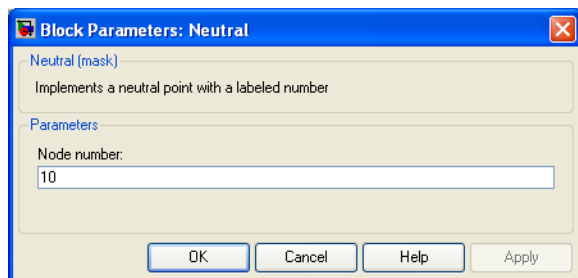 Block Parameters: Neutral
Neutral (mask)
Implements a neutral point with a labeled number
Parameters
Node number:
10
OK Cancel Help Apply